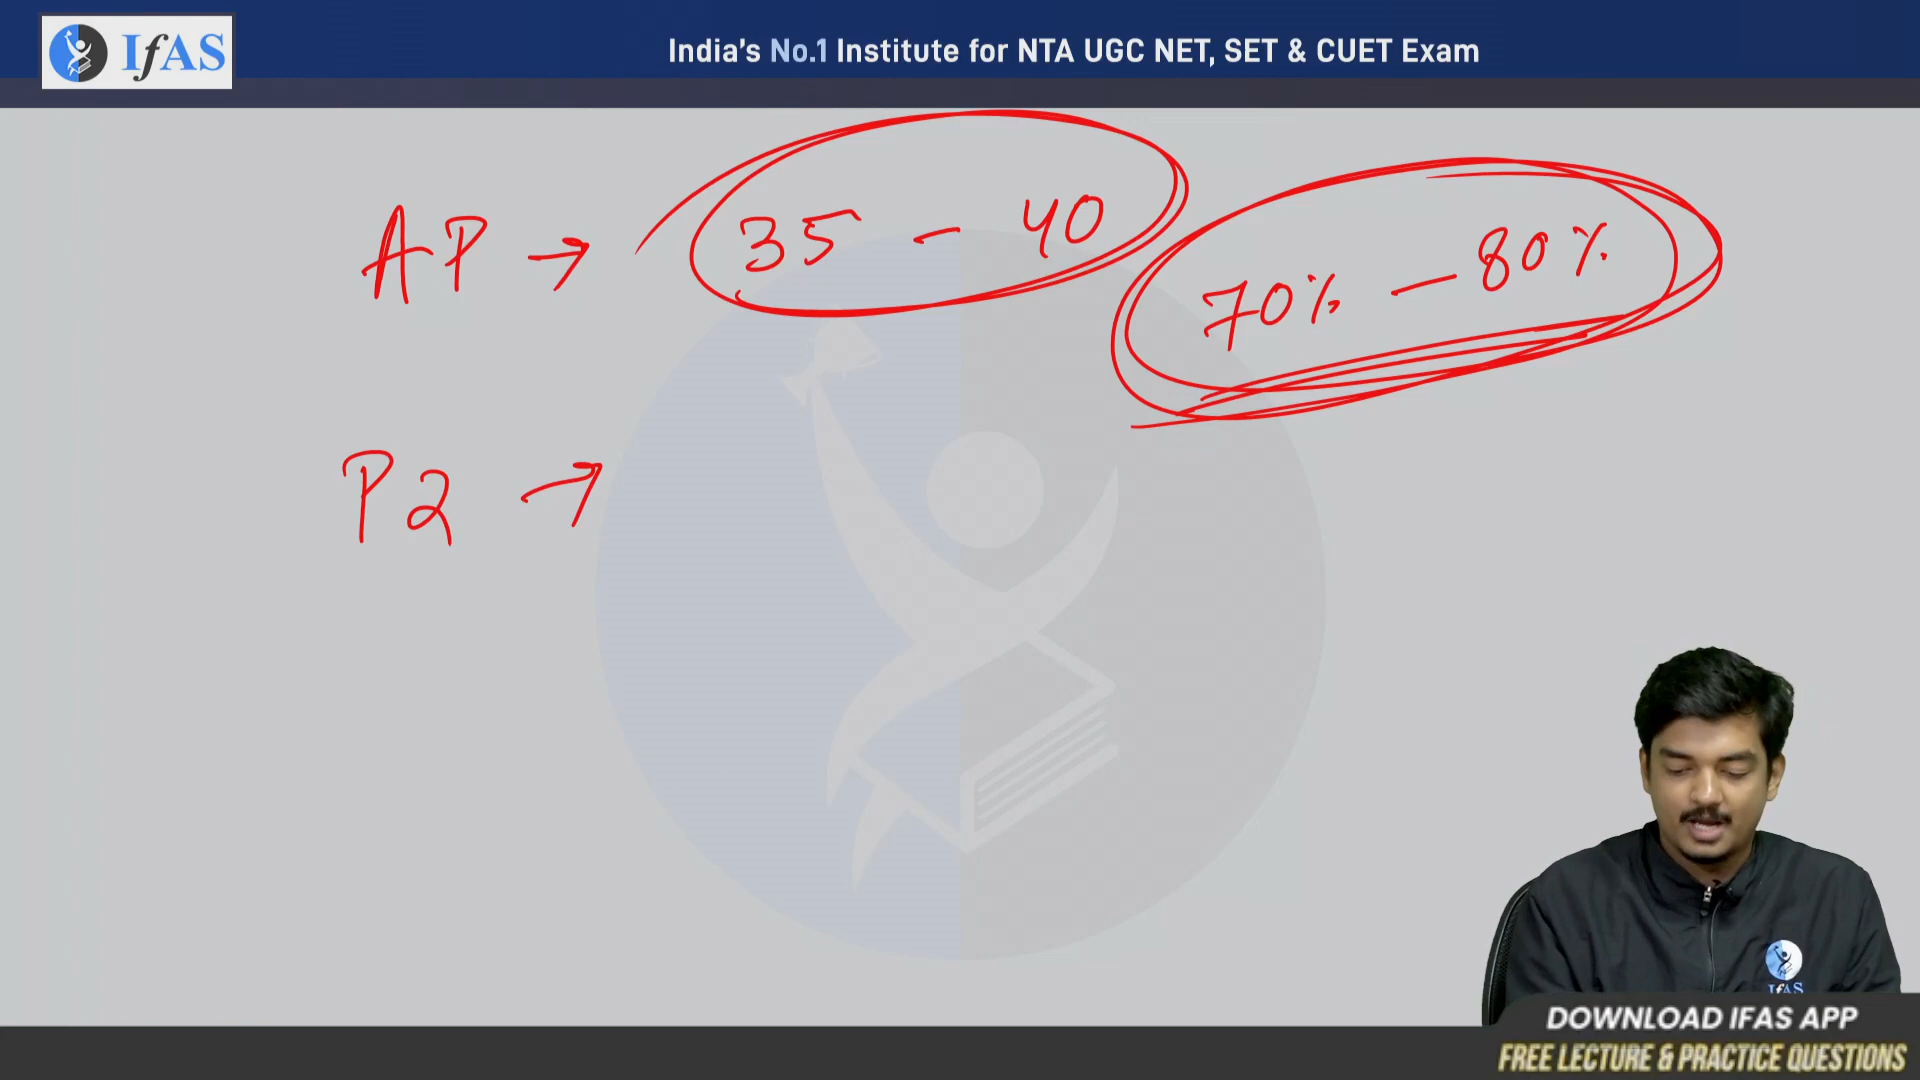 IfAS
India's No.1 Institute for NTA UGC NET, SET & CUET Exam
AP → 35 - 40
70% - 80%
P2 →
IfAS
DOWNLOAD IFAS APP
FREE LECTURE & PRACTICE QUESTIONS